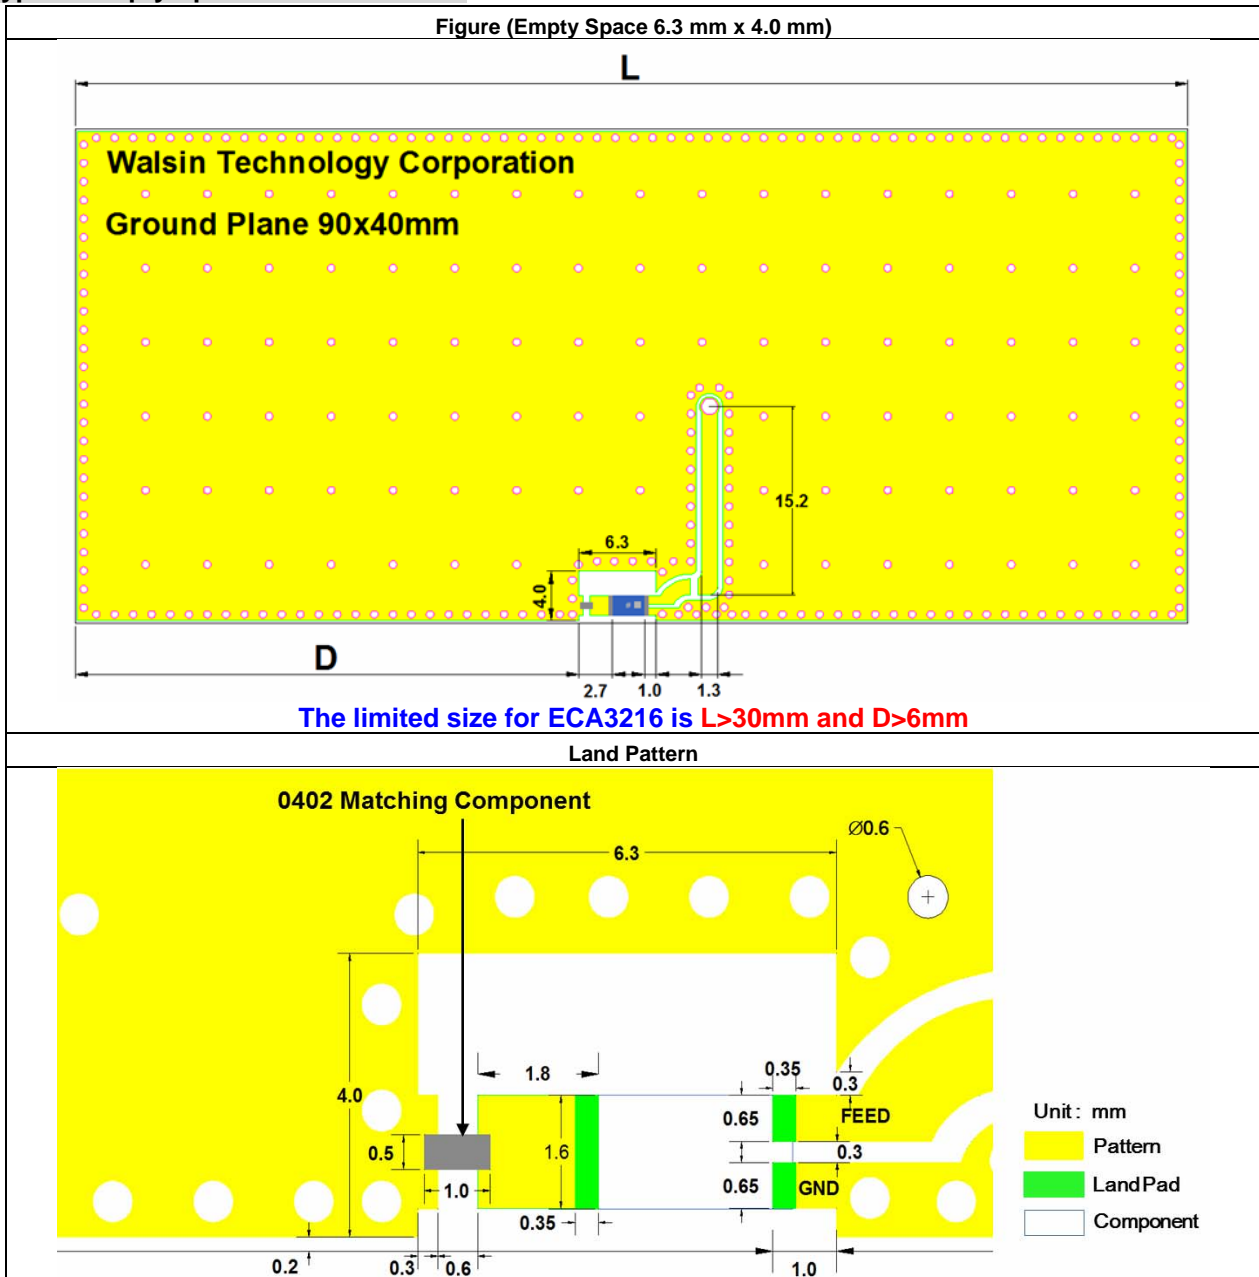 Figure (Empty Space 6.3 mm x 4.0 mm)
L
Walsin Technology Corporation
Ground Plane 90x40mm
15.2
6.3
4.0
D
2.7 1.0 1.3
The limited size for ECA3216 is L>30mm and D>6mm
Land Pattern
0402 Matching Component
Ø0.6
6.3
1.8
0.35
0.3
4.0
0.65
FEED
Unit : mm
0.5
1.6
0.3
Pattern
1.0
0.65
GND
Land Pad
0.35
Component
0.2
0.3
0.6
1.0